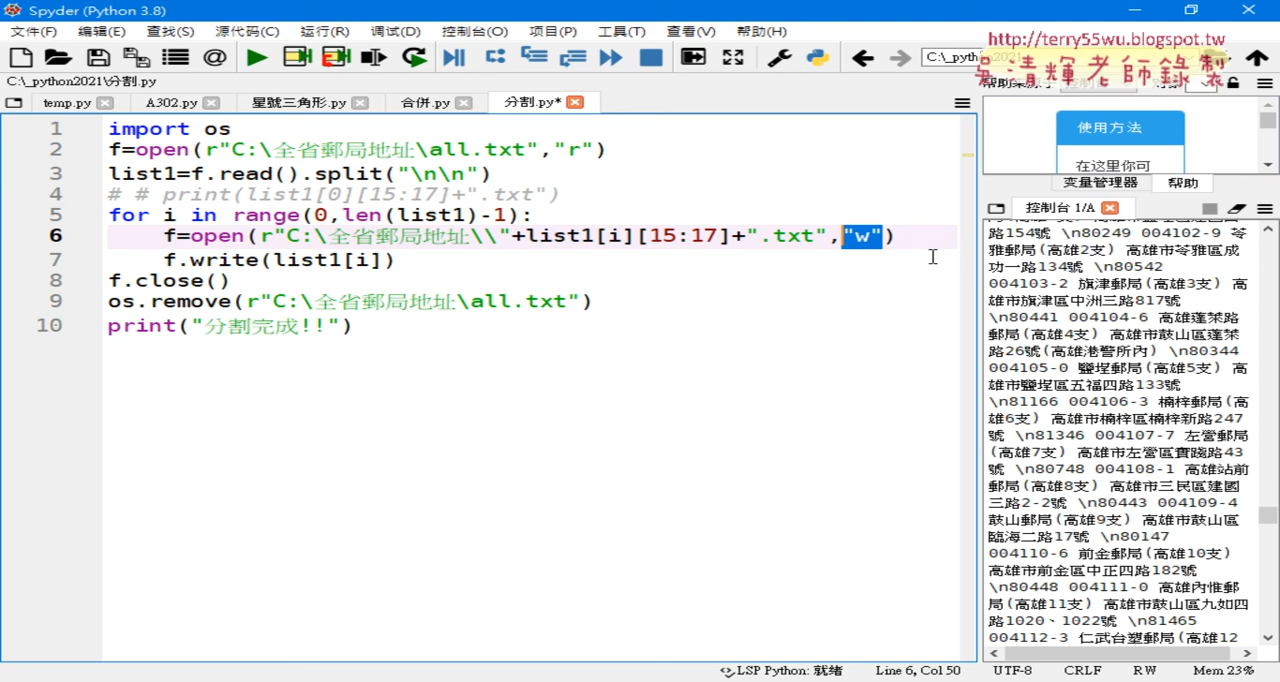 Spyder (Python 3.8)
文件(F) 编辑(E) 查找(S) 源代码(C) 运行(R) 调试(D) 控制台(O) 项目(P) 工具(T) 查看(V) 帮助(H)
http://terry55wu.blogspot.tw
吳清輝老師錄製
C:\_python2021\分割.py
temp.py A302.py 星號三角形.py 合併.py 分割.py*
1 import os
2 f=open(r"C:\全省郵局地址\all.txt","r")
3 list1=f.read().split("\n\n")
4 # # print(list1[0][15:17]+".txt")
5 for i in range(0,len(list1)-1):
6 f=open(r"C:\全省郵局地址\\"+list1[i][15:17]+".txt","w")
7 f.write(list1[i])
8 f.close()
9 os.remove(r"C:\全省郵局地址\all.txt")
10 print("分割完成!!")
使用方法
在这里你可
变量管理器 帮助
控制台 1/A
路154號 \n80249 004102-9 苓
雅郵局(高雄2支) 高雄市苓雅區成
功一路134號 \n80542
004103-2 旗津郵局(高雄3支) 高
雄市旗津區中洲三路817號
\n80441 004104-6 高雄蓬萊路
郵局(高雄4支) 高雄市鼓山區蓬萊
路26號(高雄港警所內) \n80344
004105-0 鹽埕郵局(高雄5支) 高
雄市鹽埕區五福四路133號
\n81166 004106-3 楠梓郵局(高
雄6支) 高雄市楠梓區楠梓新路247
號 \n81346 004107-7 左營郵局
(高雄7支) 高雄市左營區實踐路43
號 \n80748 004108-1 高雄站前
郵局(高雄8支) 高雄市三民區建國
三路2-2號 \n80443 004109-4
鼓山郵局(高雄9支) 高雄市鼓山區
臨海二路17號 \n80147
004110-6 前金郵局(高雄10支)
高雄市前金區中正四路182號
\n80448 004111-0 高雄內惟郵
局(高雄11支) 高雄市鼓山區九如四
路1020、1022號 \n81465
004112-3 仁武台塑郵局(高雄12
LSP Python: 就绪 Line 6, Col 50 UTF-8 CRLF RW Mem 23%